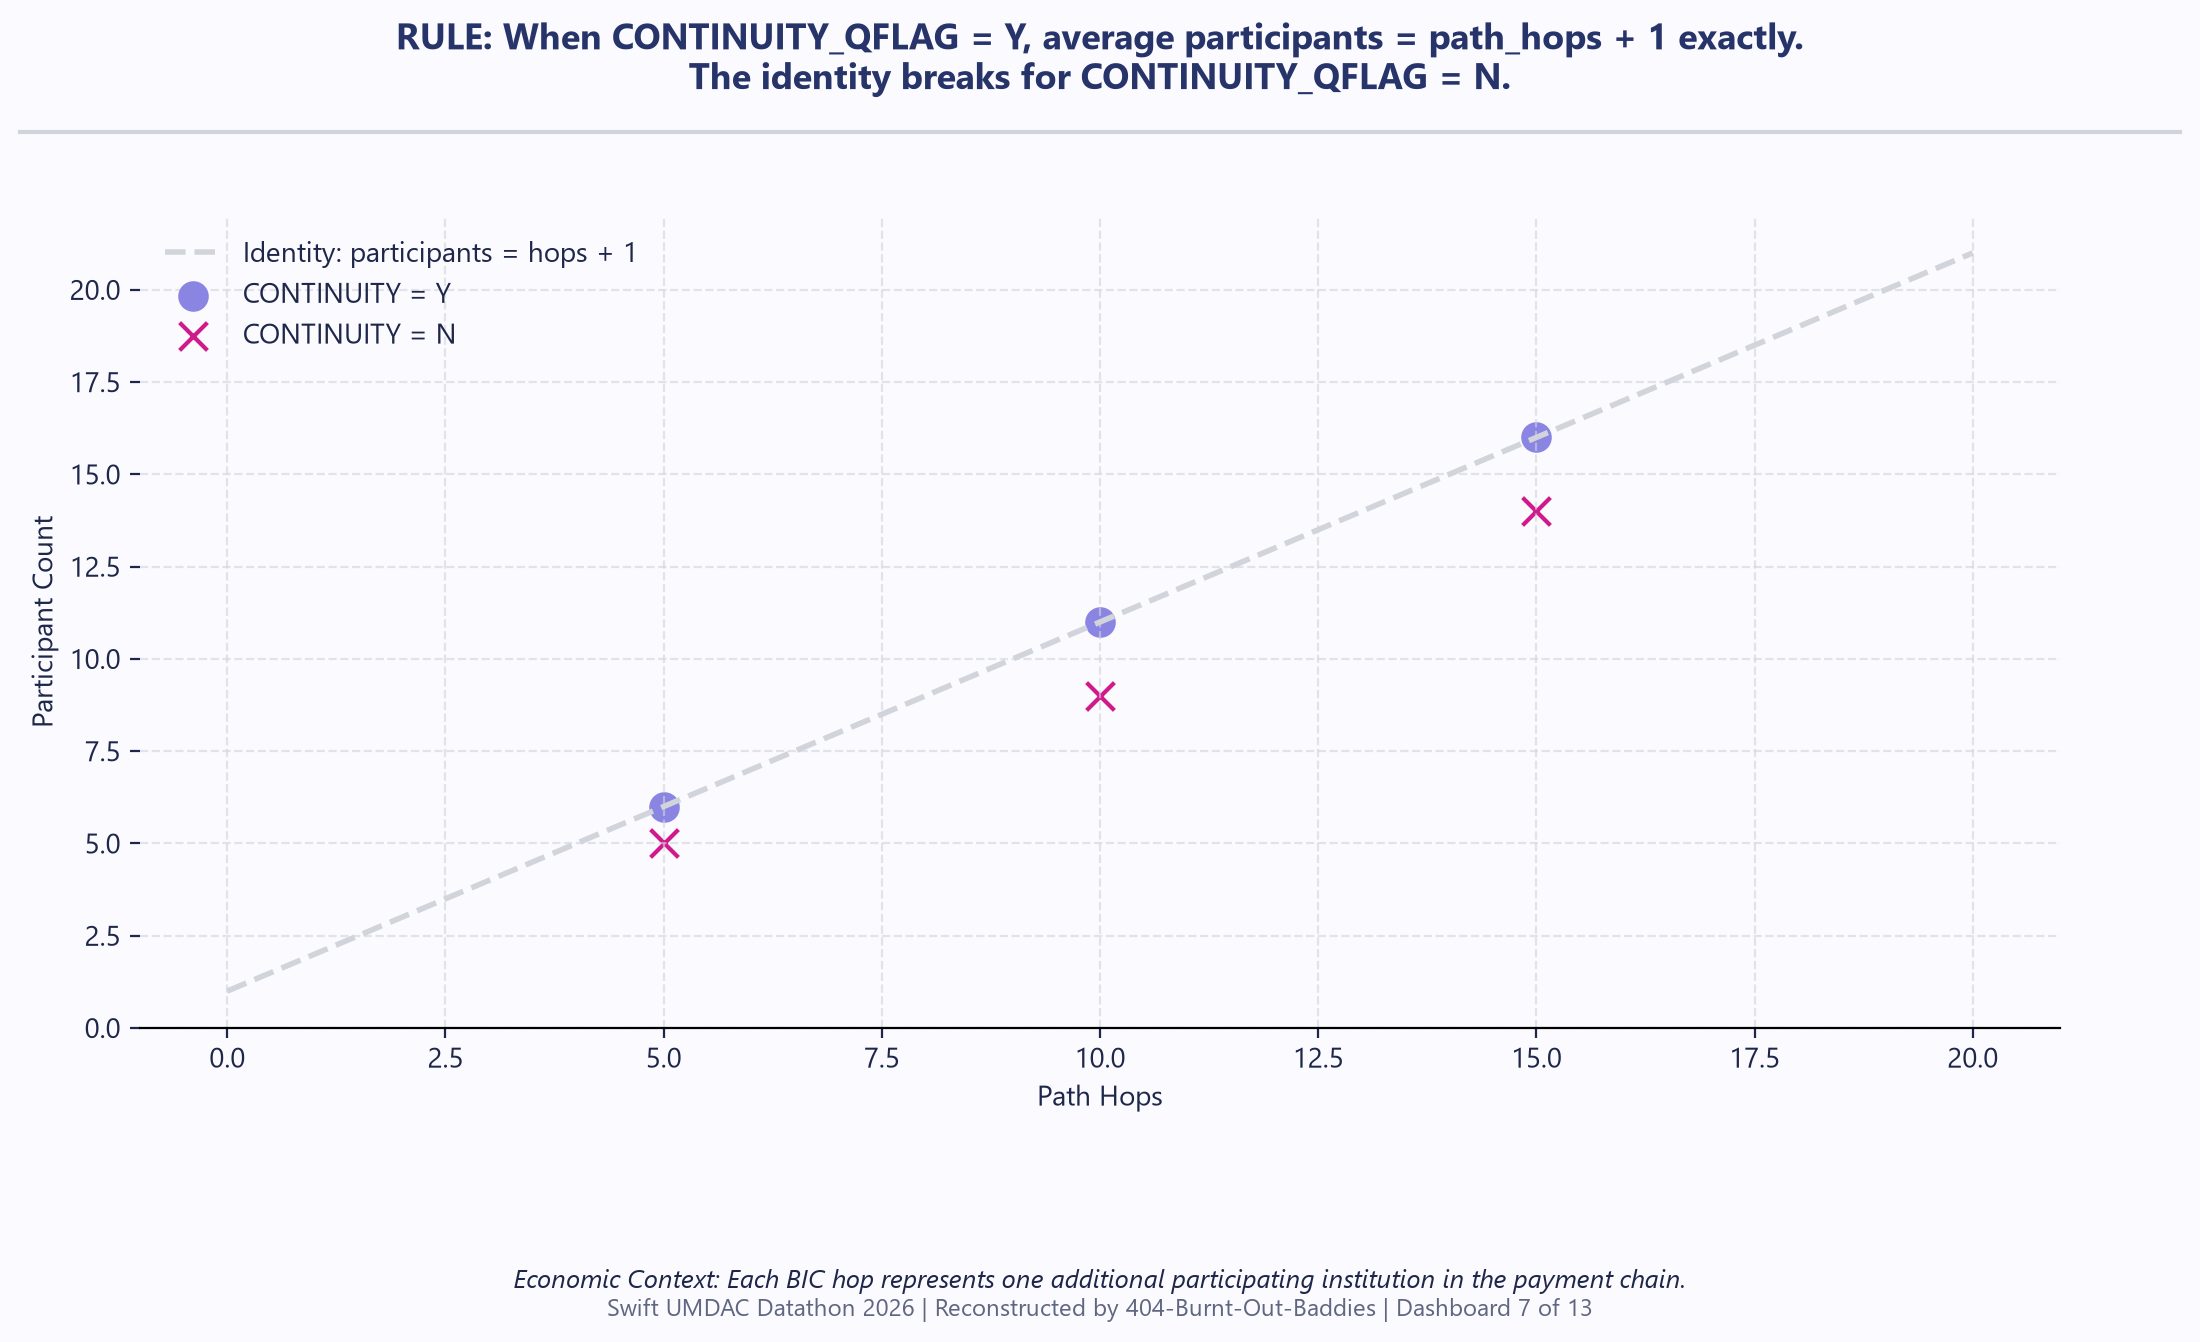 RULE: When CONTINUITY_QFLAG = Y, average participants = path_hops + 1 exactly.
The identity breaks for CONTINUITY_QFLAG = N.
Identity: participants = hops + 1
CONTINUITY = Y
CONTINUITY = N
20.0
17.5
15.0
12.5
10.0
7.5
5.0
2.5
0.0
Participant Count
0.0 2.5 5.0 7.5 10.0 12.5 15.0 17.5 20.0
Path Hops
Economic Context: Each BIC hop represents one additional participating institution in the payment chain.
Swift UMDAC Datathon 2026 | Reconstructed by 404-Burnt-Out-Baddies | Dashboard 7 of 13